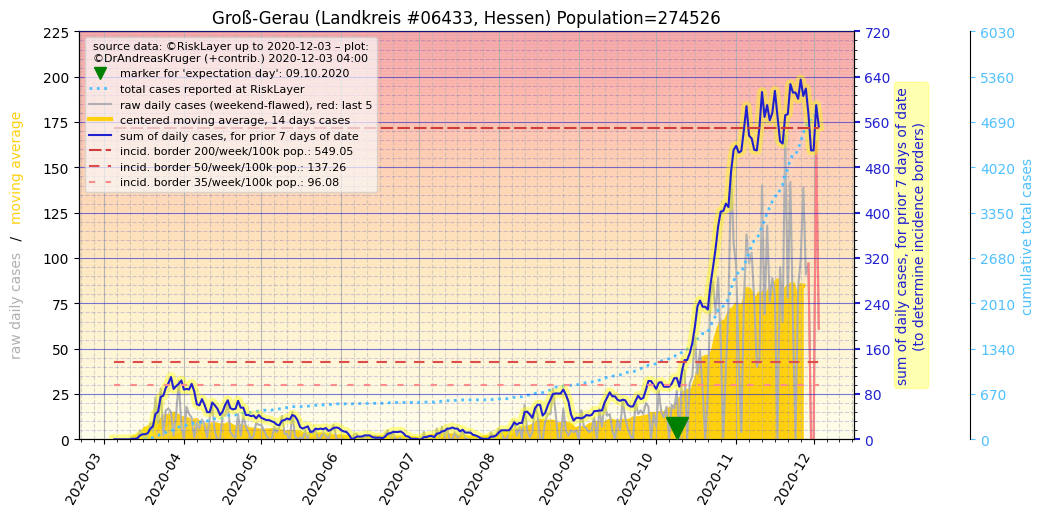 Groß-Gerau (Landkreis #06433, Hessen) Population=274526
source data: ©RiskLayer up to 2020-12-03 – plot:
©DrAndreasKruger (+contrib.) 2020-12-03 04:00
marker for 'expectation day': 09.10.2020
total cases reported at RiskLayer
raw daily cases (weekend-flawed), red: last 5
centered moving average, 14 days cases
sum of daily cases, for prior 7 days of date
incid. border 200/week/100k pop.: 549.05
incid. border 50/week/100k pop.: 137.26
incid. border 35/week/100k pop.: 96.08
raw daily cases / moving average
225
200
175
150
125
100
75
50
25
0
2020-03
2020-04
2020-05
2020-06
2020-07
2020-08
2020-09
2020-10
2020-11
2020-12
720
640
560
480
400
320
240
160
80
0
sum of daily cases, for prior 7 days of date
(to determine incidence borders)
6030
5360
4690
4020
3350
2680
2010
1340
670
0
cumulative total cases